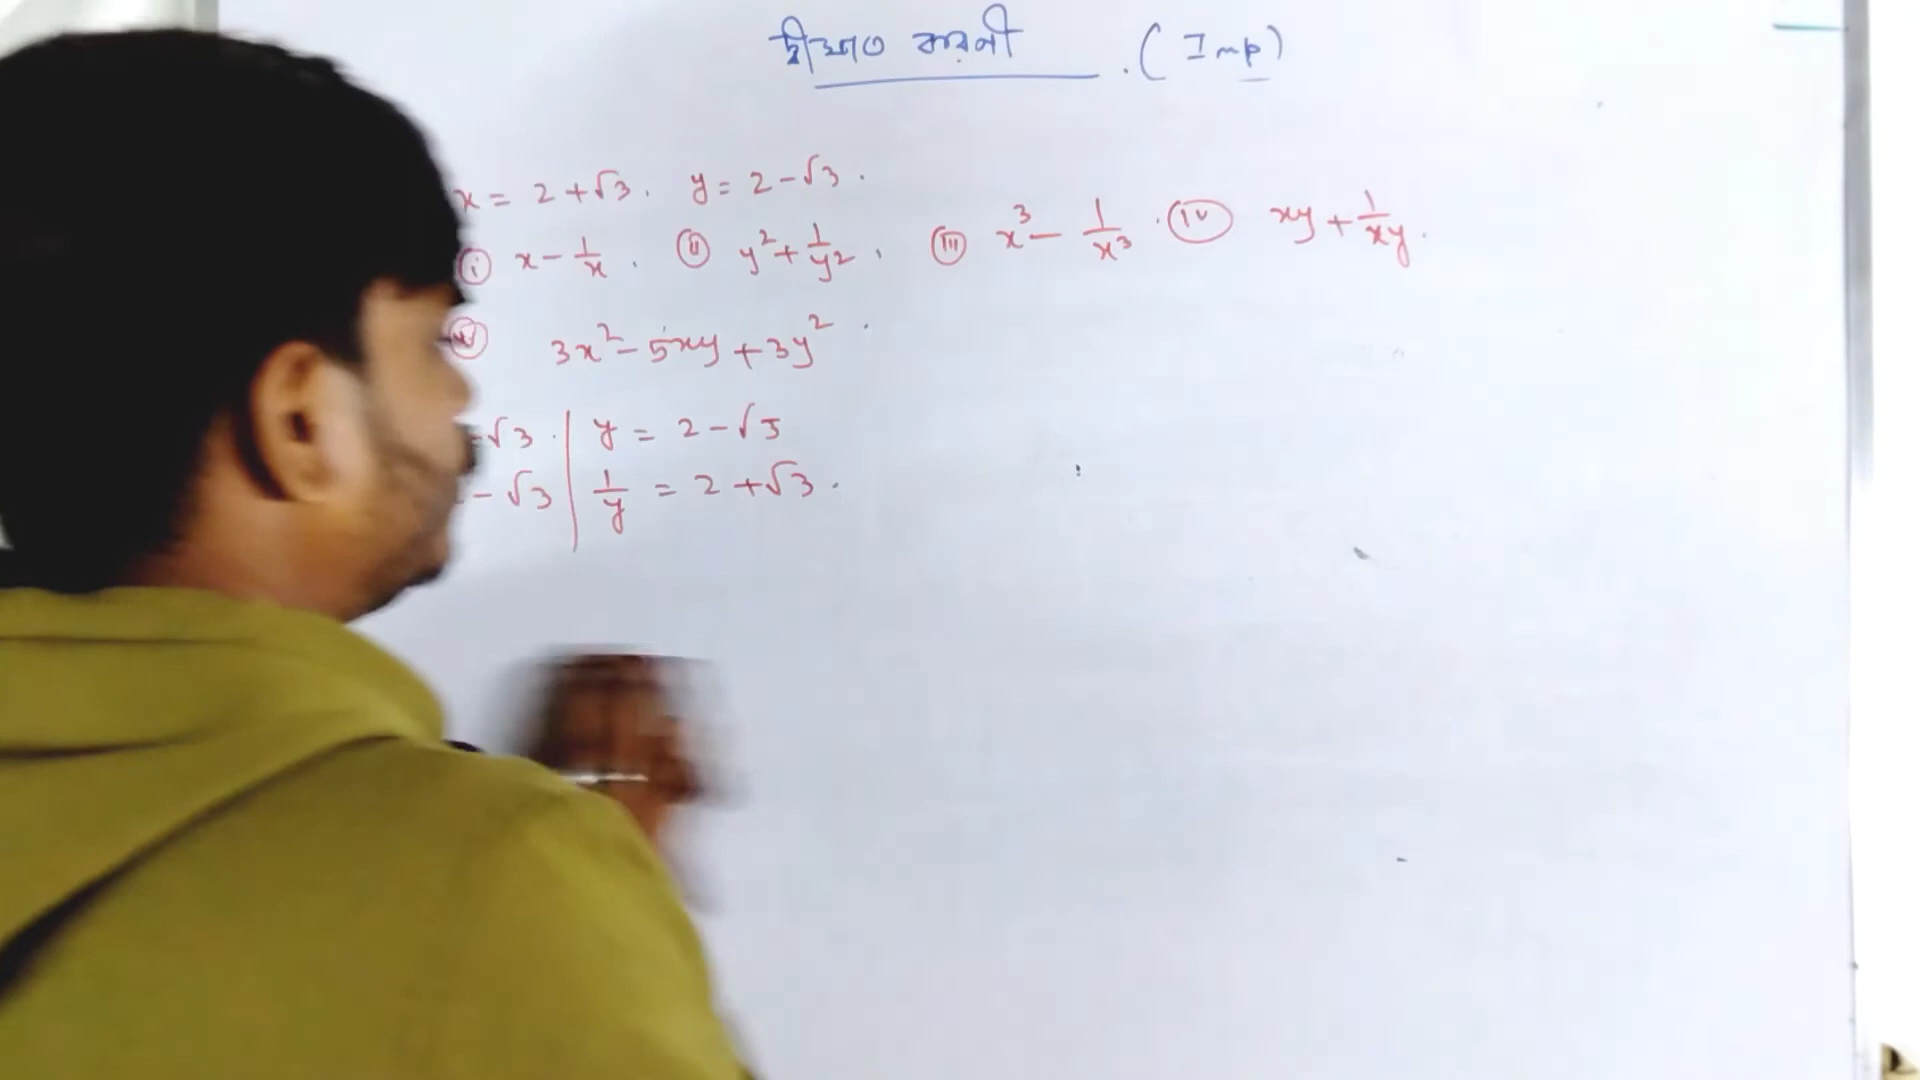 দ্বীঘাত করণী . (Imp)
x = 2 + √3 . y = 2 - √3 .
(i) x - 1/x . (ii) y² + 1/y² , (iii) x³ - 1/x³ . (iv) xy + 1/xy .
3x² - 5xy + 3y² .
√3 . | y = 2 - √3
- √3 | 1/y = 2 + √3 .